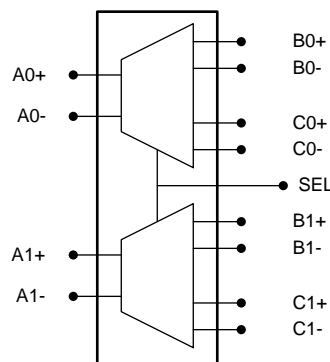 B0+
B0-
A0+
A0-
C0+
C0-
SEL
B1+
B1-
A1+
A1-
C1+
C1-